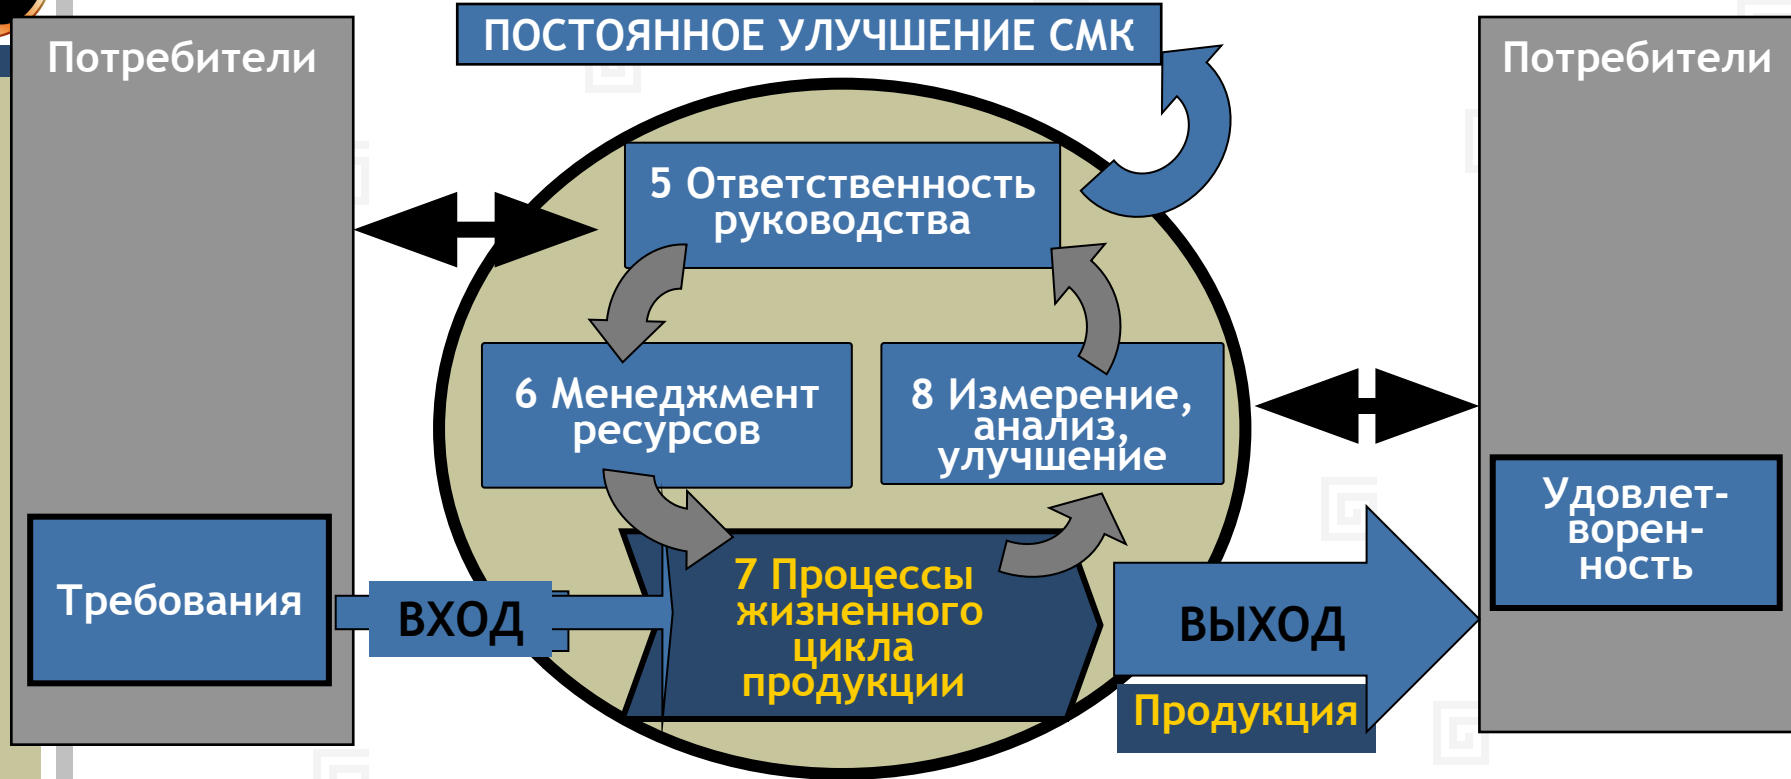 ПОСТОЯННОЕ УЛУЧШЕНИЕ СМК
Потребители
Потребители
5 Ответственность
руководства
6 Менеджмент
ресурсов
8 Измерение,
анализ,
улучшение
Удовлет-
ворен-
ность
Требования
ВХОД
7 Процессы
жизненного
цикла
продукции
ВЫХОД
Продукция